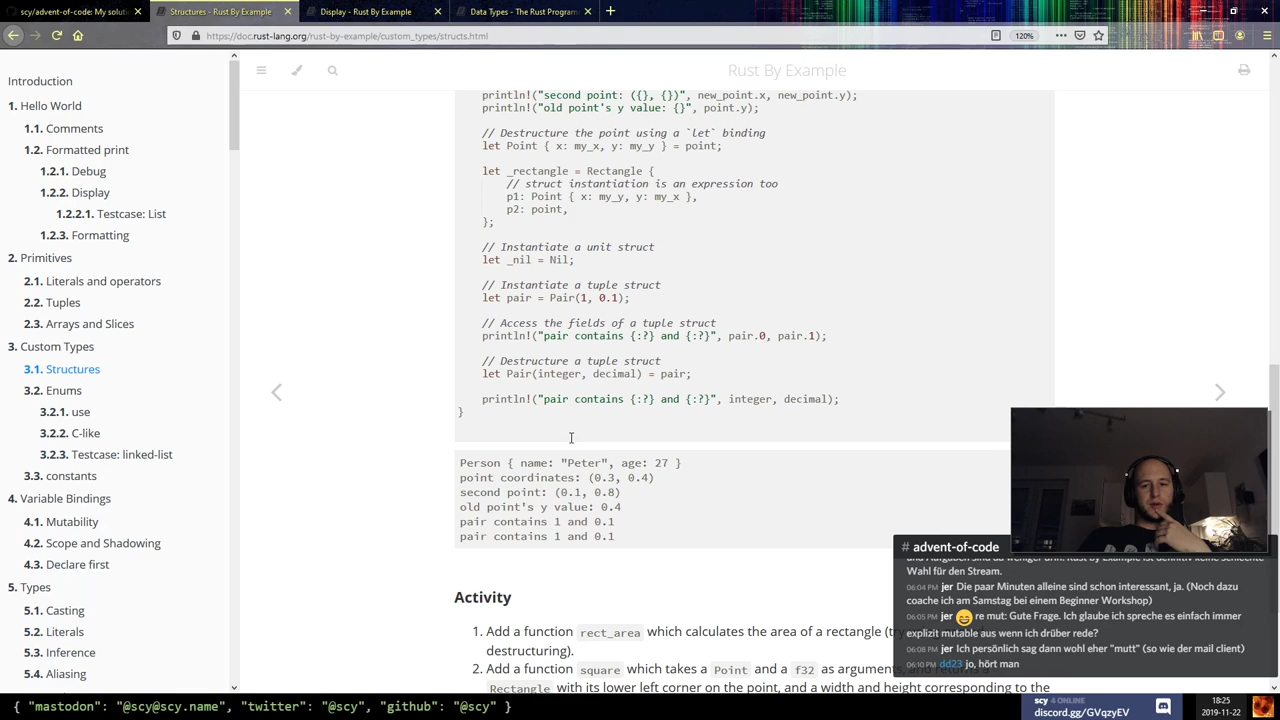 scy/advent-of-code: My soluti
Structures - Rust By Example
Display - Rust By Example
Data Types - The Rust Program
https://doc.rust-lang.org/rust-by-example/custom_types/structs.html
120%
Rust By Example
Introduction
1. Hello World
1.1. Comments
1.2. Formatted print
1.2.1. Debug
1.2.2. Display
1.2.2.1. Testcase: List
1.2.3. Formatting
2. Primitives
2.1. Literals and operators
2.2. Tuples
2.3. Arrays and Slices
3. Custom Types
3.1. Structures
3.2. Enums
3.2.1. use
3.2.2. C-like
3.2.3. Testcase: linked-list
3.3. constants
4. Variable Bindings
4.1. Mutability
4.2. Scope and Shadowing
4.3. Declare first
5. Types
5.1. Casting
5.2. Literals
5.3. Inference
5.4. Aliasing
println!("second point: ({}, {})", new_point.x, new_point.y);
println!("old point's y value: {}", point.y);
// Destructure the point using a `let` binding
let Point { x: my_x, y: my_y } = point;
let _rectangle = Rectangle {
// struct instantiation is an expression too
p1: Point { x: my_y, y: my_x },
p2: point,
};
// Instantiate a unit struct
let _nil = Nil;
// Instantiate a tuple struct
let pair = Pair(1, 0.1);
// Access the fields of a tuple struct
println!("pair contains {:?} and {:?}", pair.0, pair.1);
// Destructure a tuple struct
let Pair(integer, decimal) = pair;
println!("pair contains {:?} and {:?}", integer, decimal);
}
Person { name: "Peter", age: 27 }
point coordinates: (0.3, 0.4)
second point: (0.1, 0.8)
old point's y value: 0.4
pair contains 1 and 0.1
pair contains 1 and 0.1
Activity
1. Add a function rect_area which calculates the area of a rectangle (try
destructuring).
2. Add a function square which takes a Point and a f32 as arguments, and returns a
Rectangle with its lower left corner on the point, and a width and height corresponding to the
# advent-of-code
Wahl für den Stream.
06:04 PM jer Die paar Minuten alleine sind schon interessant, ja. (Noch dazu
coache ich am Samstag bei einem Beginner Workshop)
06:05 PM jer 😄 re mut: Gute Frage. Ich glaube ich spreche es einfach immer
explizit mutable aus wenn ich drüber rede?
06:08 PM jer Ich persönlich sag dann wohl eher "mutt" (so wie der mail client)
06:10 PM dd23 jo, hört man
{ "mastodon": "@scy@scy.name", "twitter": "@scy", "github": "@scy" }
4 ONLINE
discord.gg/GVqzyEV
18:25
2019-11-22